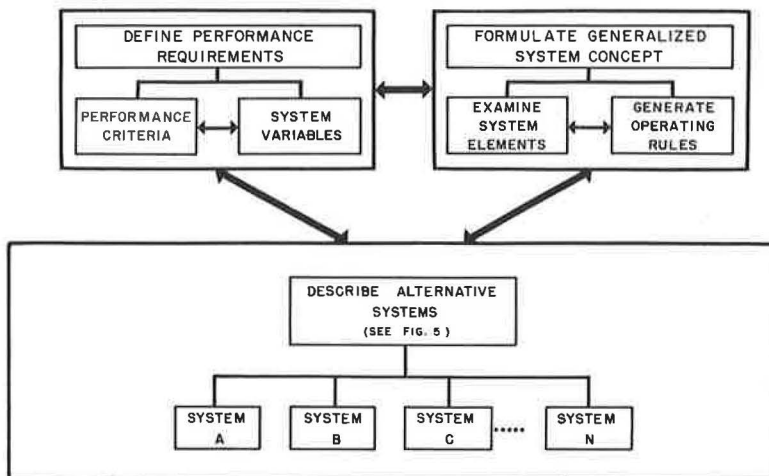 DEFINE PERFORMANCE
REQUIREMENTS
PERFORMANCE
CRITERIA
SYSTEM
VARIABLES
FORMULATE GENERALIZED
SYSTEM CONCEPT
EXAMINE
SYSTEM
ELEMENTS
GENERATE
OPERATING
RULES
DESCRIBE ALTERNATIVE
SYSTEMS
(SEE FIG. 5)
SYSTEM
A
SYSTEM
B
SYSTEM
C
.....
SYSTEM
N